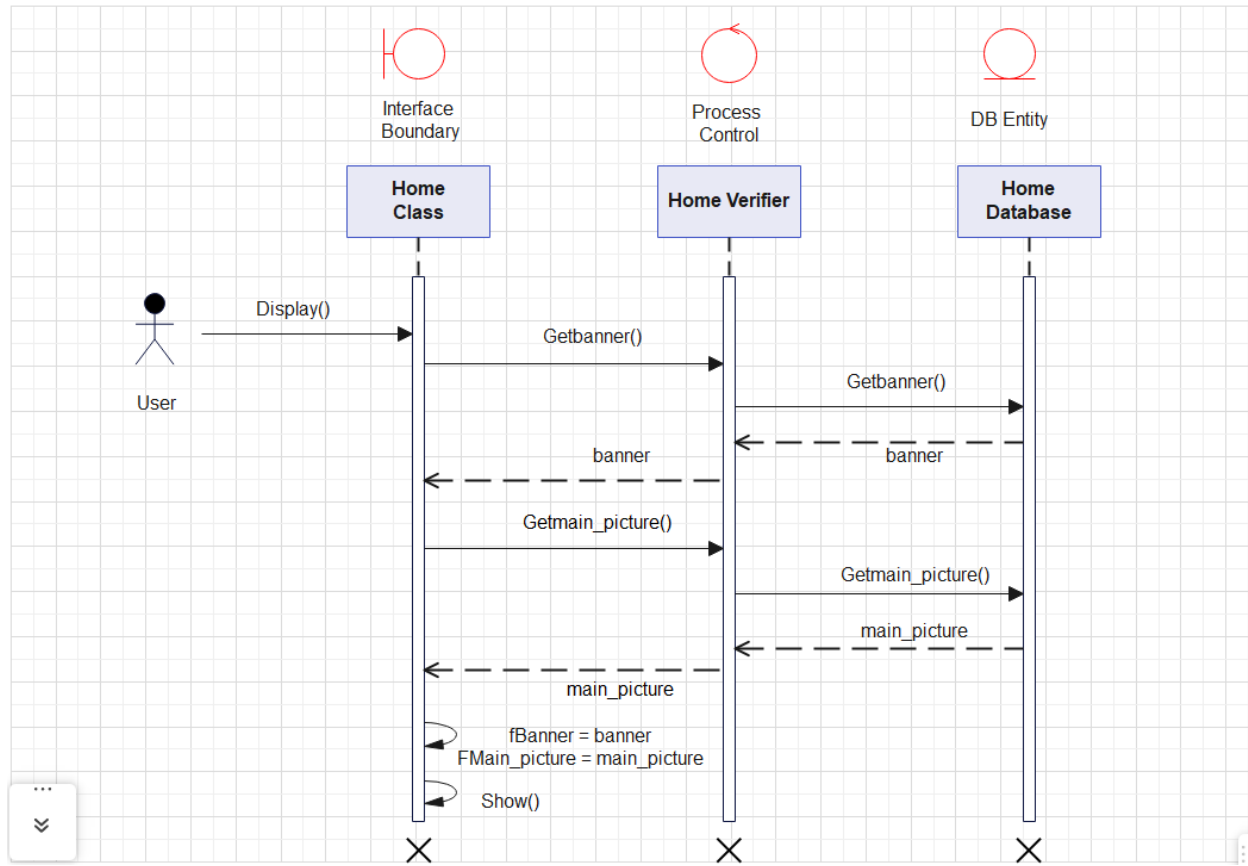 Interface
Boundary
Process
Control
DB Entity
Home
Class
Home Verifier
Home
Database
User
Display()
Getbanner()
Getbanner()
banner
banner
Getmain_picture()
Getmain_picture()
main_picture
main_picture
fBanner = banner
FMain_picture = main_picture
Show()